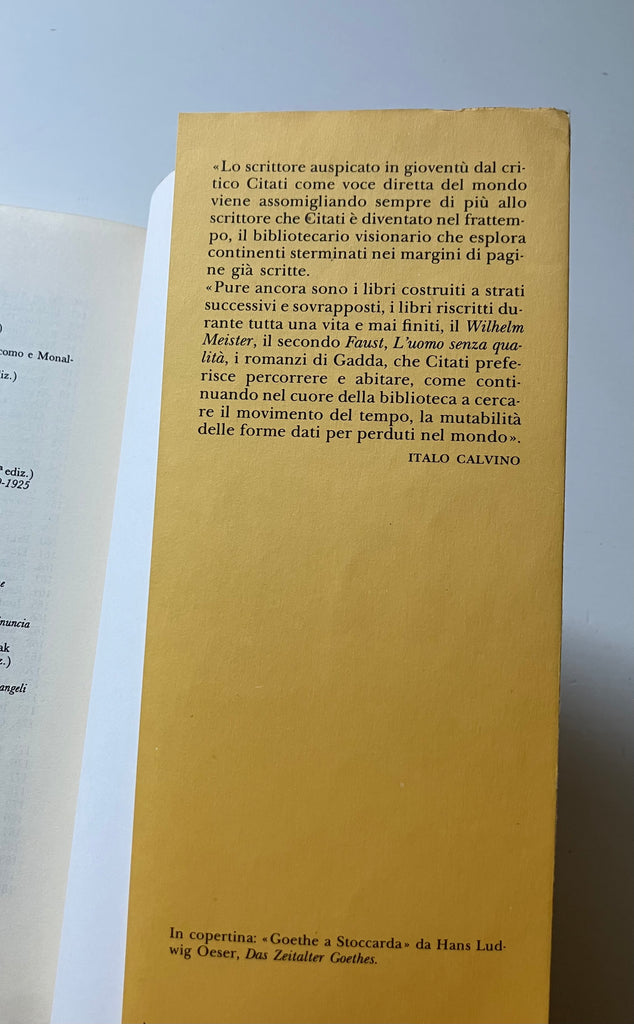 )
como e Monal-
iz.)
ª ediz.)
-1925
e
nuncia
ak
z.)
angeli
«Lo scrittore auspicato in gioventù dal cri-
tico Citati come voce diretta del mondo
viene assomigliando sempre di più allo
scrittore che Citati è diventato nel frattem-
po, il bibliotecario visionario che esplora
continenti sterminati nei margini di pagi-
ne già scritte.
«Pure ancora sono i libri costruiti a strati
successivi e sovrapposti, i libri riscritti du-
rante tutta una vita e mai finiti, il Wilhelm
Meister, il secondo Faust, L'uomo senza qua-
lità, i romanzi di Gadda, che Citati prefe-
risce percorrere e abitare, come conti-
nuando nel cuore della biblioteca a cerca-
re il movimento del tempo, la mutabilità
delle forme dati per perduti nel mondo».
ITALO CALVINO
In copertina: «Goethe a Stoccarda» da Hans Lud-
wig Oeser, Das Zeitalter Goethes.